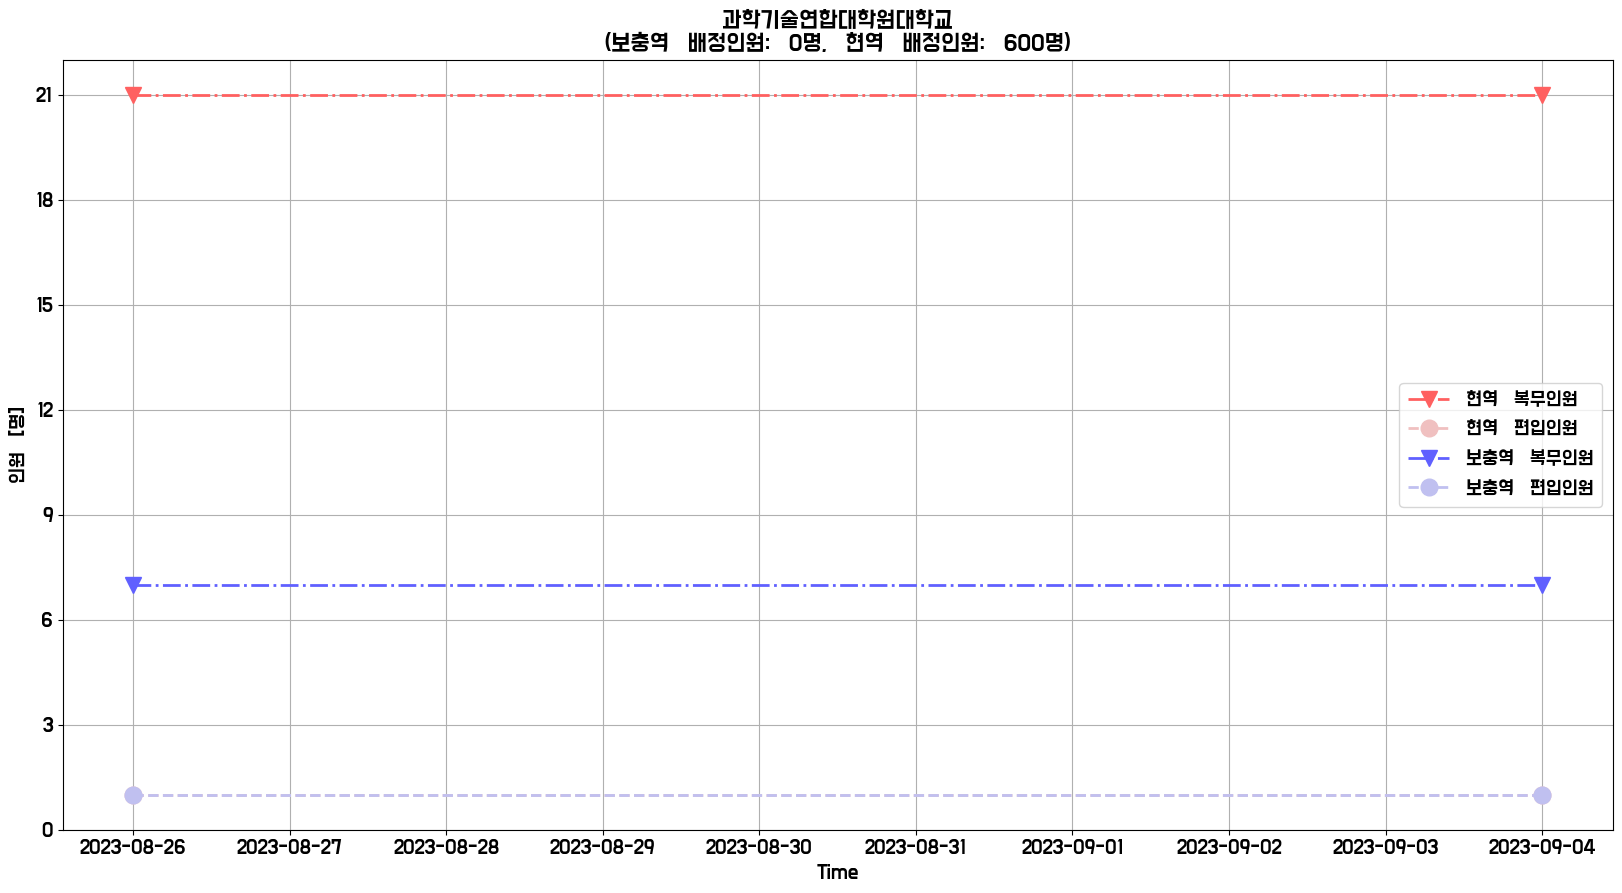 과학기술연합대학원대학교
(보충역 배정인원: 0명, 현역 배정인원: 600명)
인원 [명]
21
18
15
12
9
6
3
0
현역 복무인원
현역 편입인원
보충역 복무인원
보충역 편입인원
2023-08-26 2023-08-27 2023-08-28 2023-08-29 2023-08-30 2023-08-31 2023-09-01 2023-09-02 2023-09-03 2023-09-04
Time